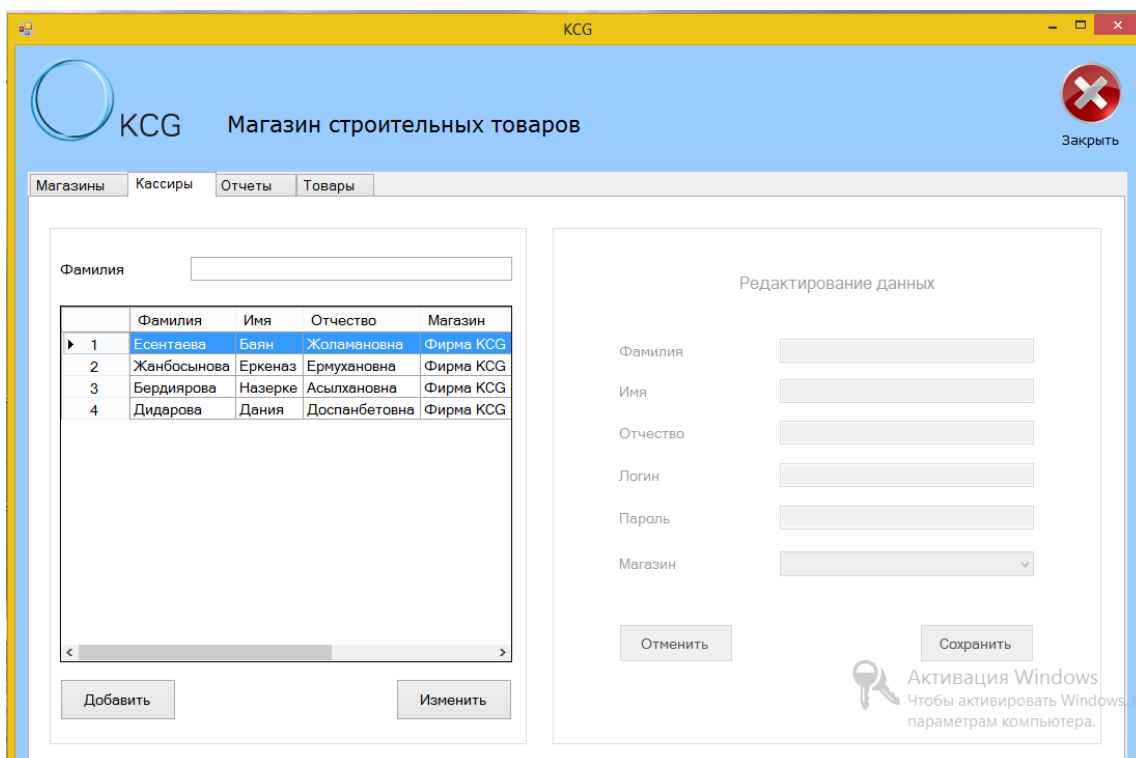 KCG
KCG
Магазин строительных товаров
Закрыть
Магазины Кассиры Отчеты Товары
Фамилия
Фамилия Имя Отчество Магазин
1 Есентаева Баян Жоламановна Фирма KCG
2 Жанбосынова Еркеназ Ермухановна Фирма KCG
3 Бердиярова Назерке Асылхановна Фирма KCG
4 Дидарова Дания Доспанбетовна Фирма KCG
Добавить Изменить
Редактирование данных
Фамилия
Имя
Отчество
Логин
Пароль
Магазин
Отменить Сохранить
Активация Windows
Чтобы активировать Windows,
параметрам компьютера.